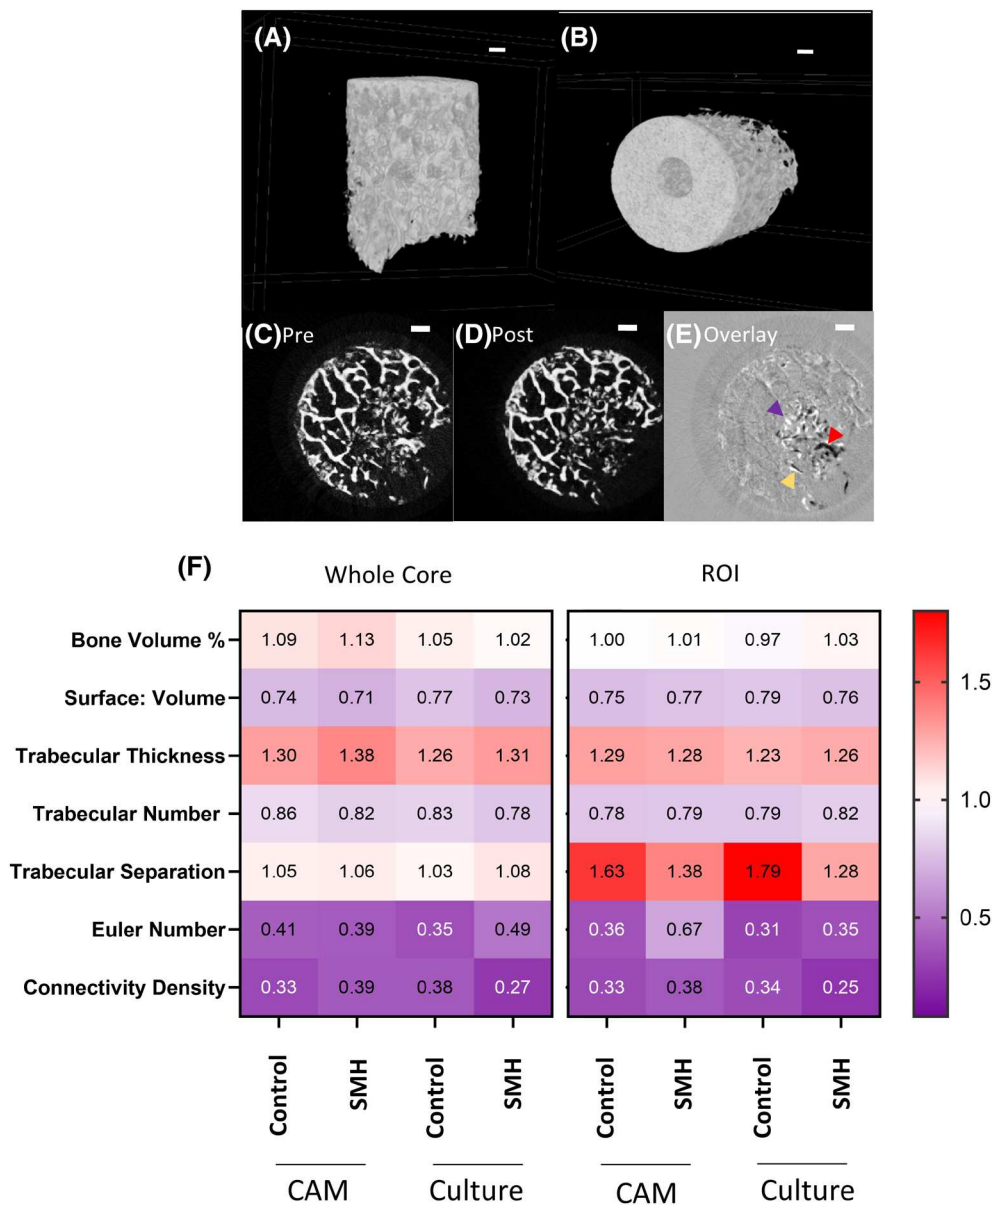 (A)
(B)
(C) Pre
(D) Post
(E) Overlay
(F)
Whole Core
ROI
Bone Volume % 1.09 1.13 1.05 1.02 1.00 1.01 0.97 1.03
Surface: Volume 0.74 0.71 0.77 0.73 0.75 0.77 0.79 0.76
1.5
Trabecular Thickness 1.30 1.38 1.26 1.31 1.29 1.28 1.23 1.26
Trabecular Number 0.86 0.82 0.83 0.78 0.78 0.79 0.79 0.82
1.0
Trabecular Separation 1.05 1.06 1.03 1.08 1.63 1.38 1.79 1.28
Euler Number 0.41 0.39 0.35 0.49 0.36 0.67 0.31 0.35
0.5
Connectivity Density 0.33 0.39 0.38 0.27 0.33 0.38 0.34 0.25
Control SMH Control SMH Control SMH Control SMH
CAM Culture CAM Culture